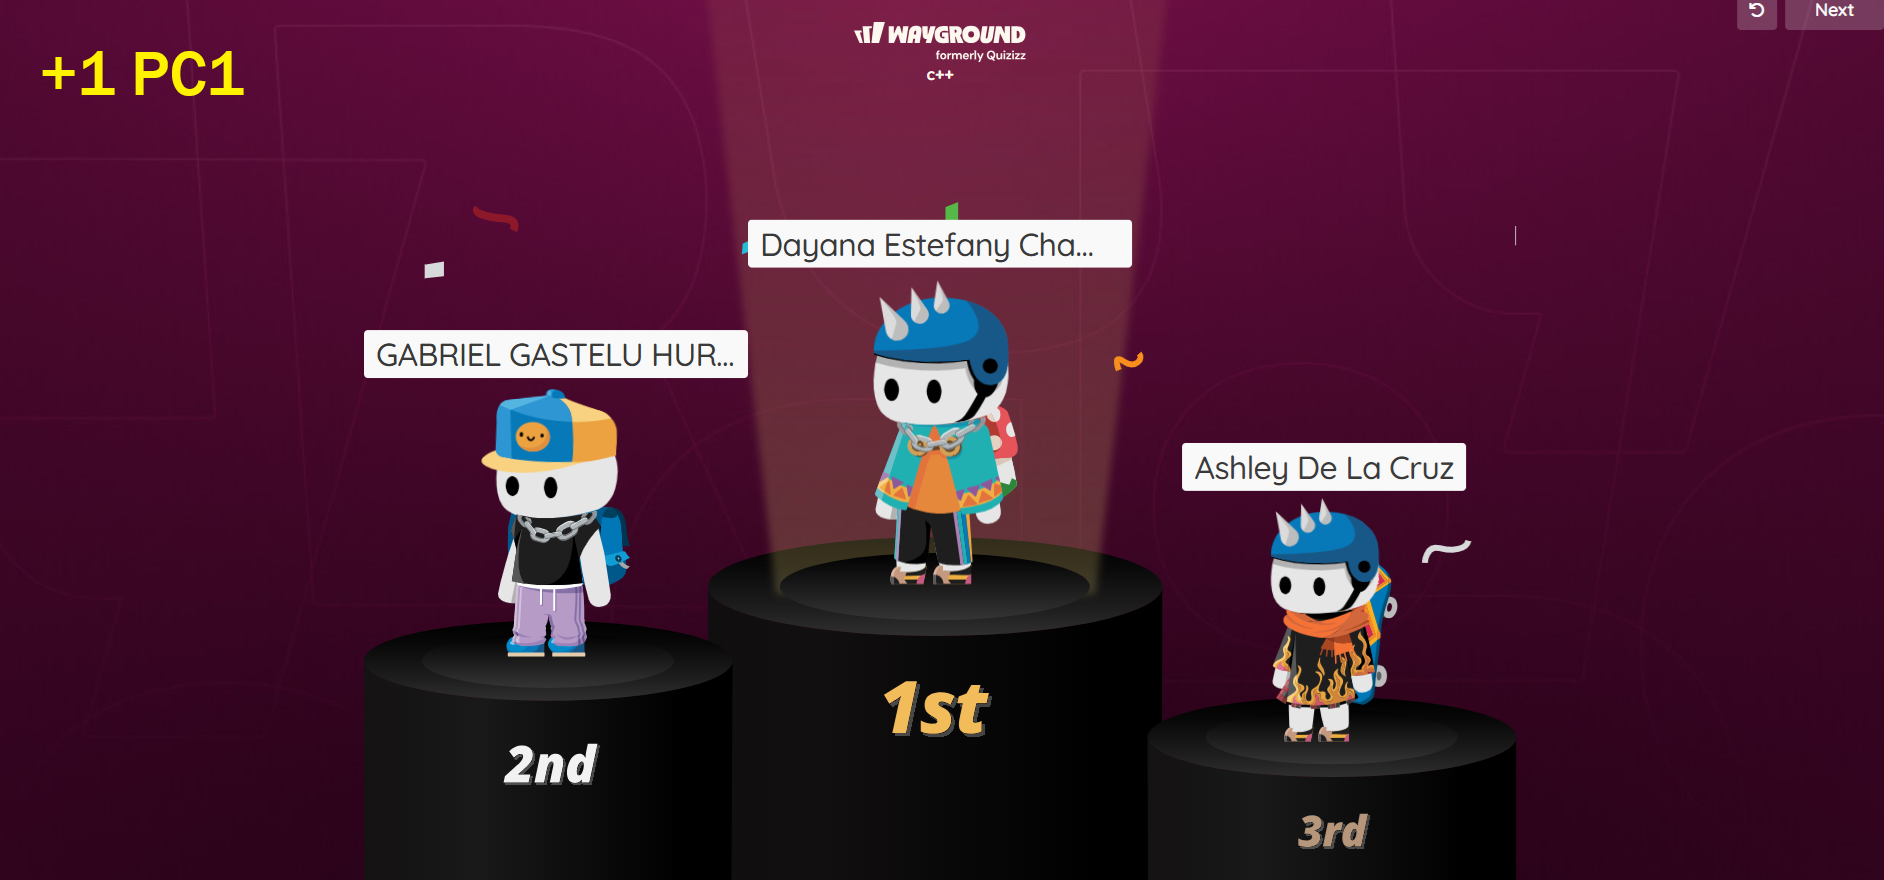 Next
WAYGROUND
formerly Quizizz
c++
+1 PC1
Dayana Estefany Cha...
GABRIEL GASTELU HUR...
Ashley De La Cruz
1st
2nd
3rd